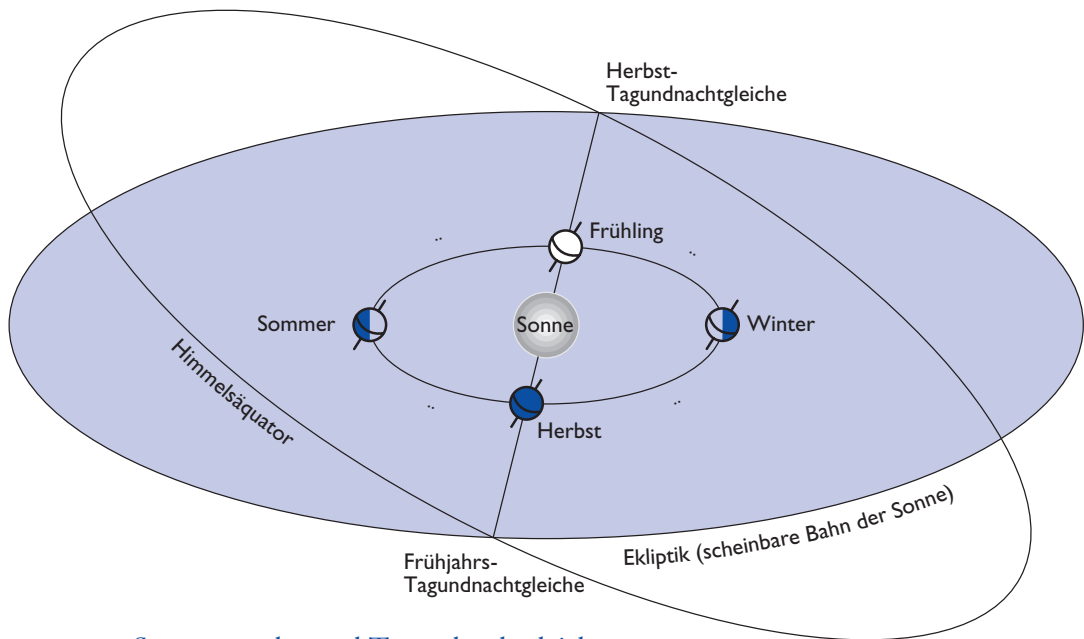 Herbst-
Tagundnachtgleiche
Frühling
Sommer
Sonne
Winter
Himmelsäquator
Herbst
Ekliptik (scheinbare Bahn der Sonne)
Frühjahrs-
Tagundnachtgleiche